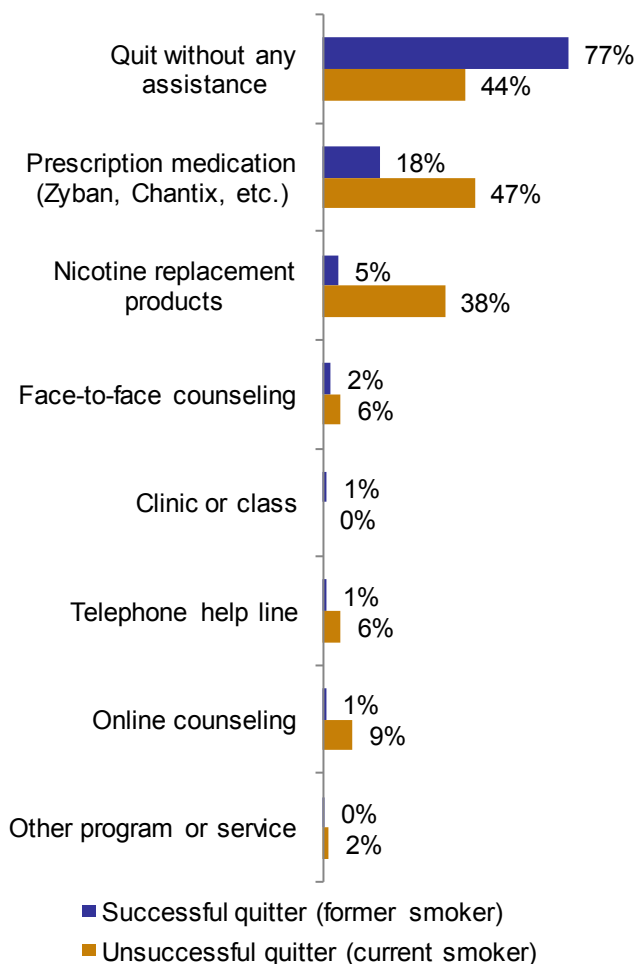 Quit without any
assistance
77%
44%
Prescription medication
(Zyban, Chantix, etc.)
18%
47%
Nicotine replacement
products
5%
38%
Face-to-face counseling
2%
6%
Clinic or class
1%
0%
Telephone help line
1%
6%
Online counseling
1%
9%
Other program or service
0%
2%
Successful quitter (former smoker)
Unsuccessful quitter (current smoker)